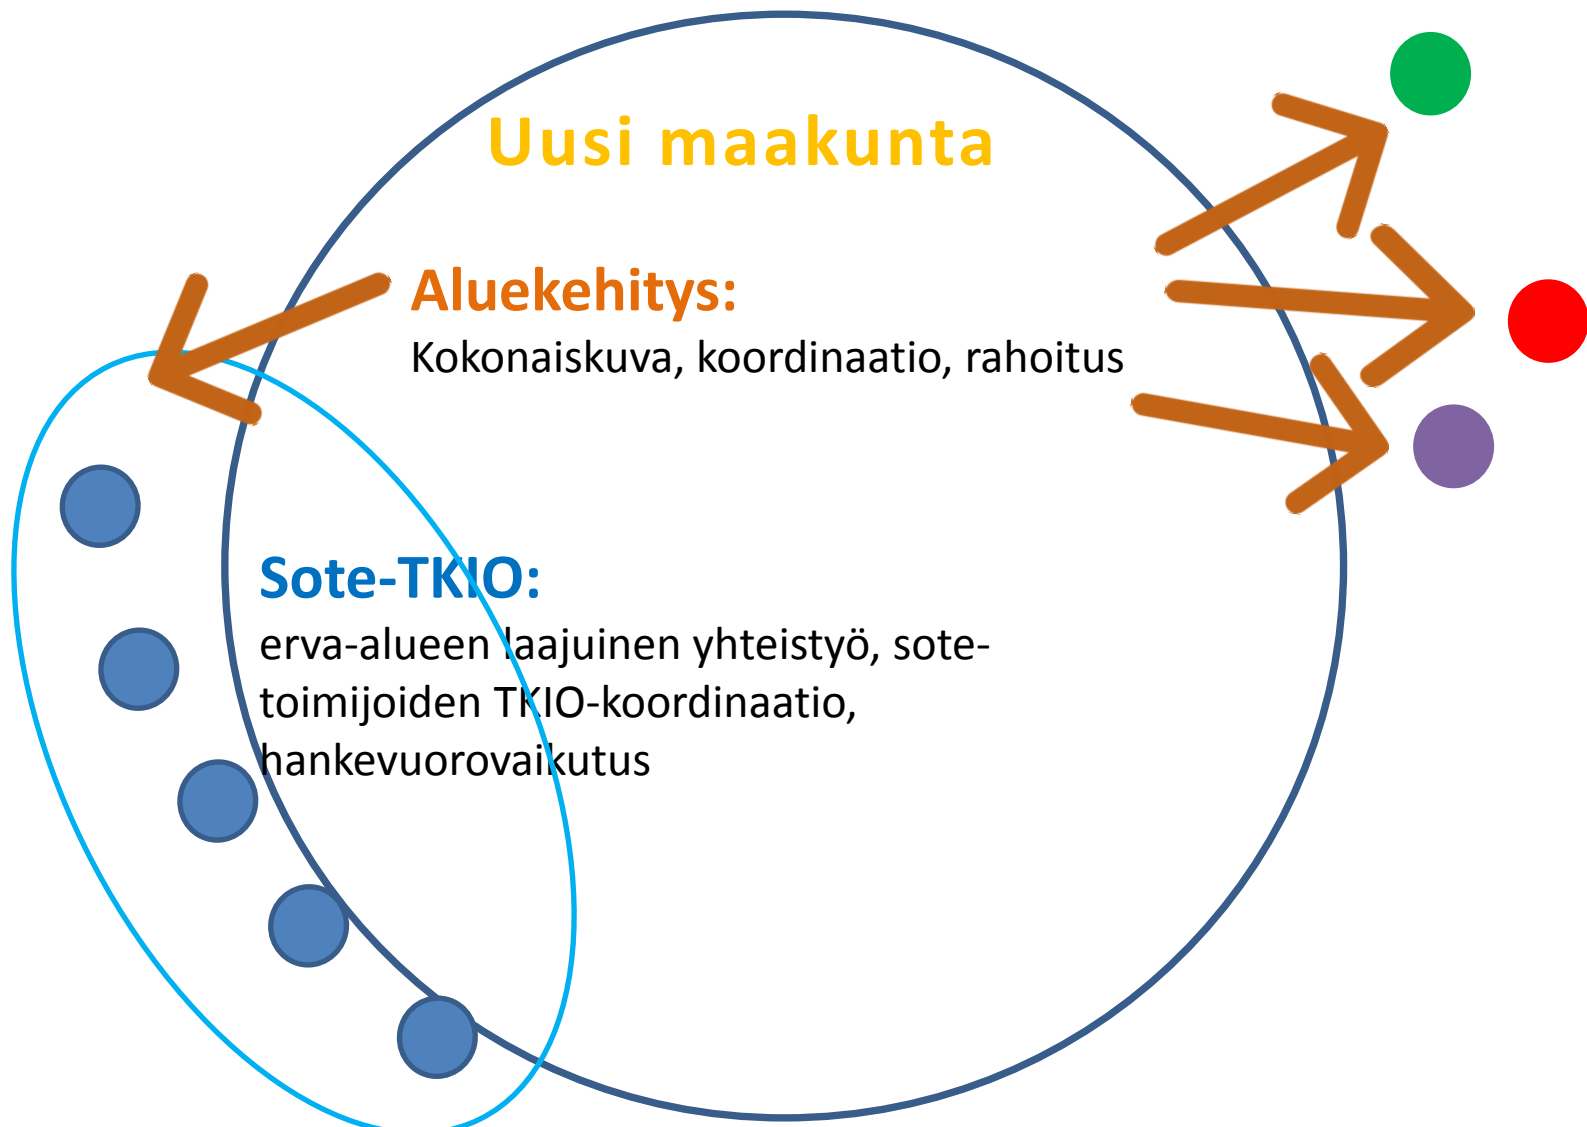 Uusi maakunta
Aluekehitys:
Kokonaiskuva, koordinaatio, rahoitus
Sote-TKIO:
erva-alueen laajuinen yhteistyö, sote-
toimijoiden TKIO-koordinaatio,
hankevuorovaikutus